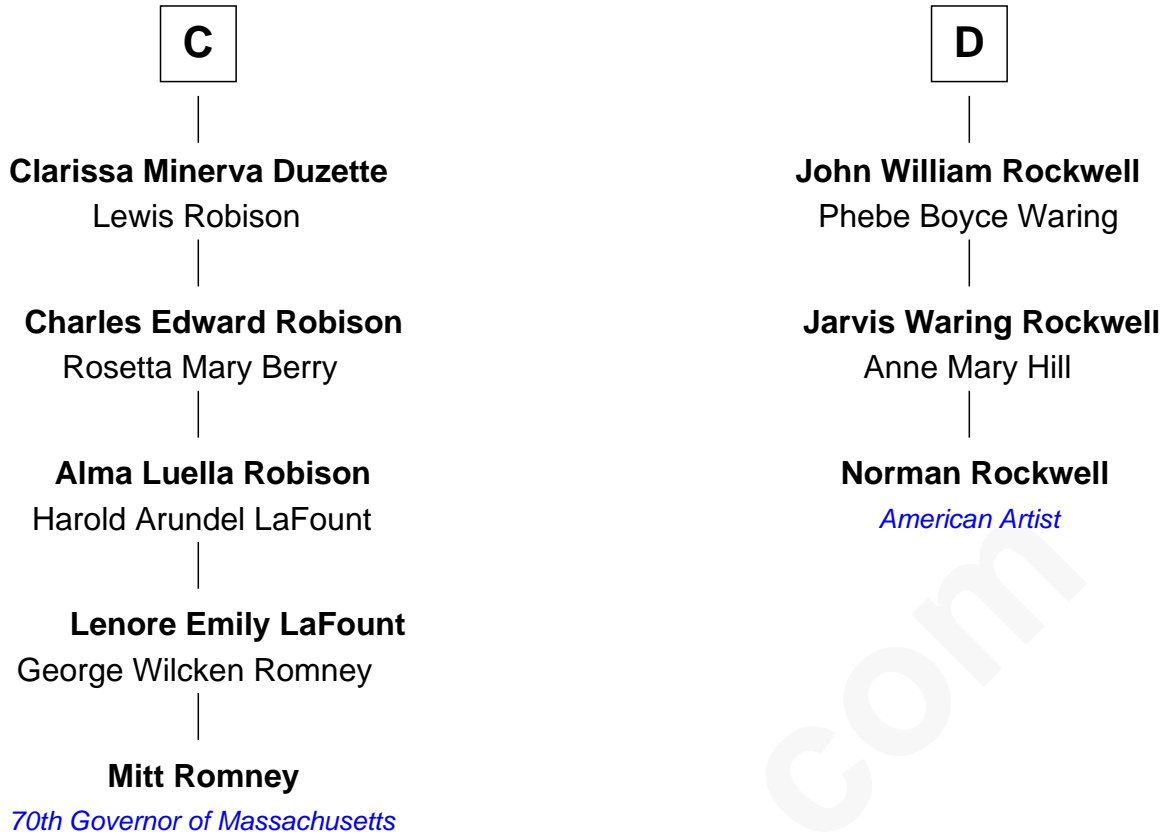 C
Clarissa Minerva Duzette
Lewis Robison
Charles Edward Robison
Rosetta Mary Berry
Alma Luella Robison
Harold Arundel LaFount
Lenore Emily LaFount
George Wilcken Romney
Mitt Romney
70th Governor of Massachusetts
D
John William Rockwell
Phebe Boyce Waring
Jarvis Waring Rockwell
Anne Mary Hill
Norman Rockwell
American Artist
com